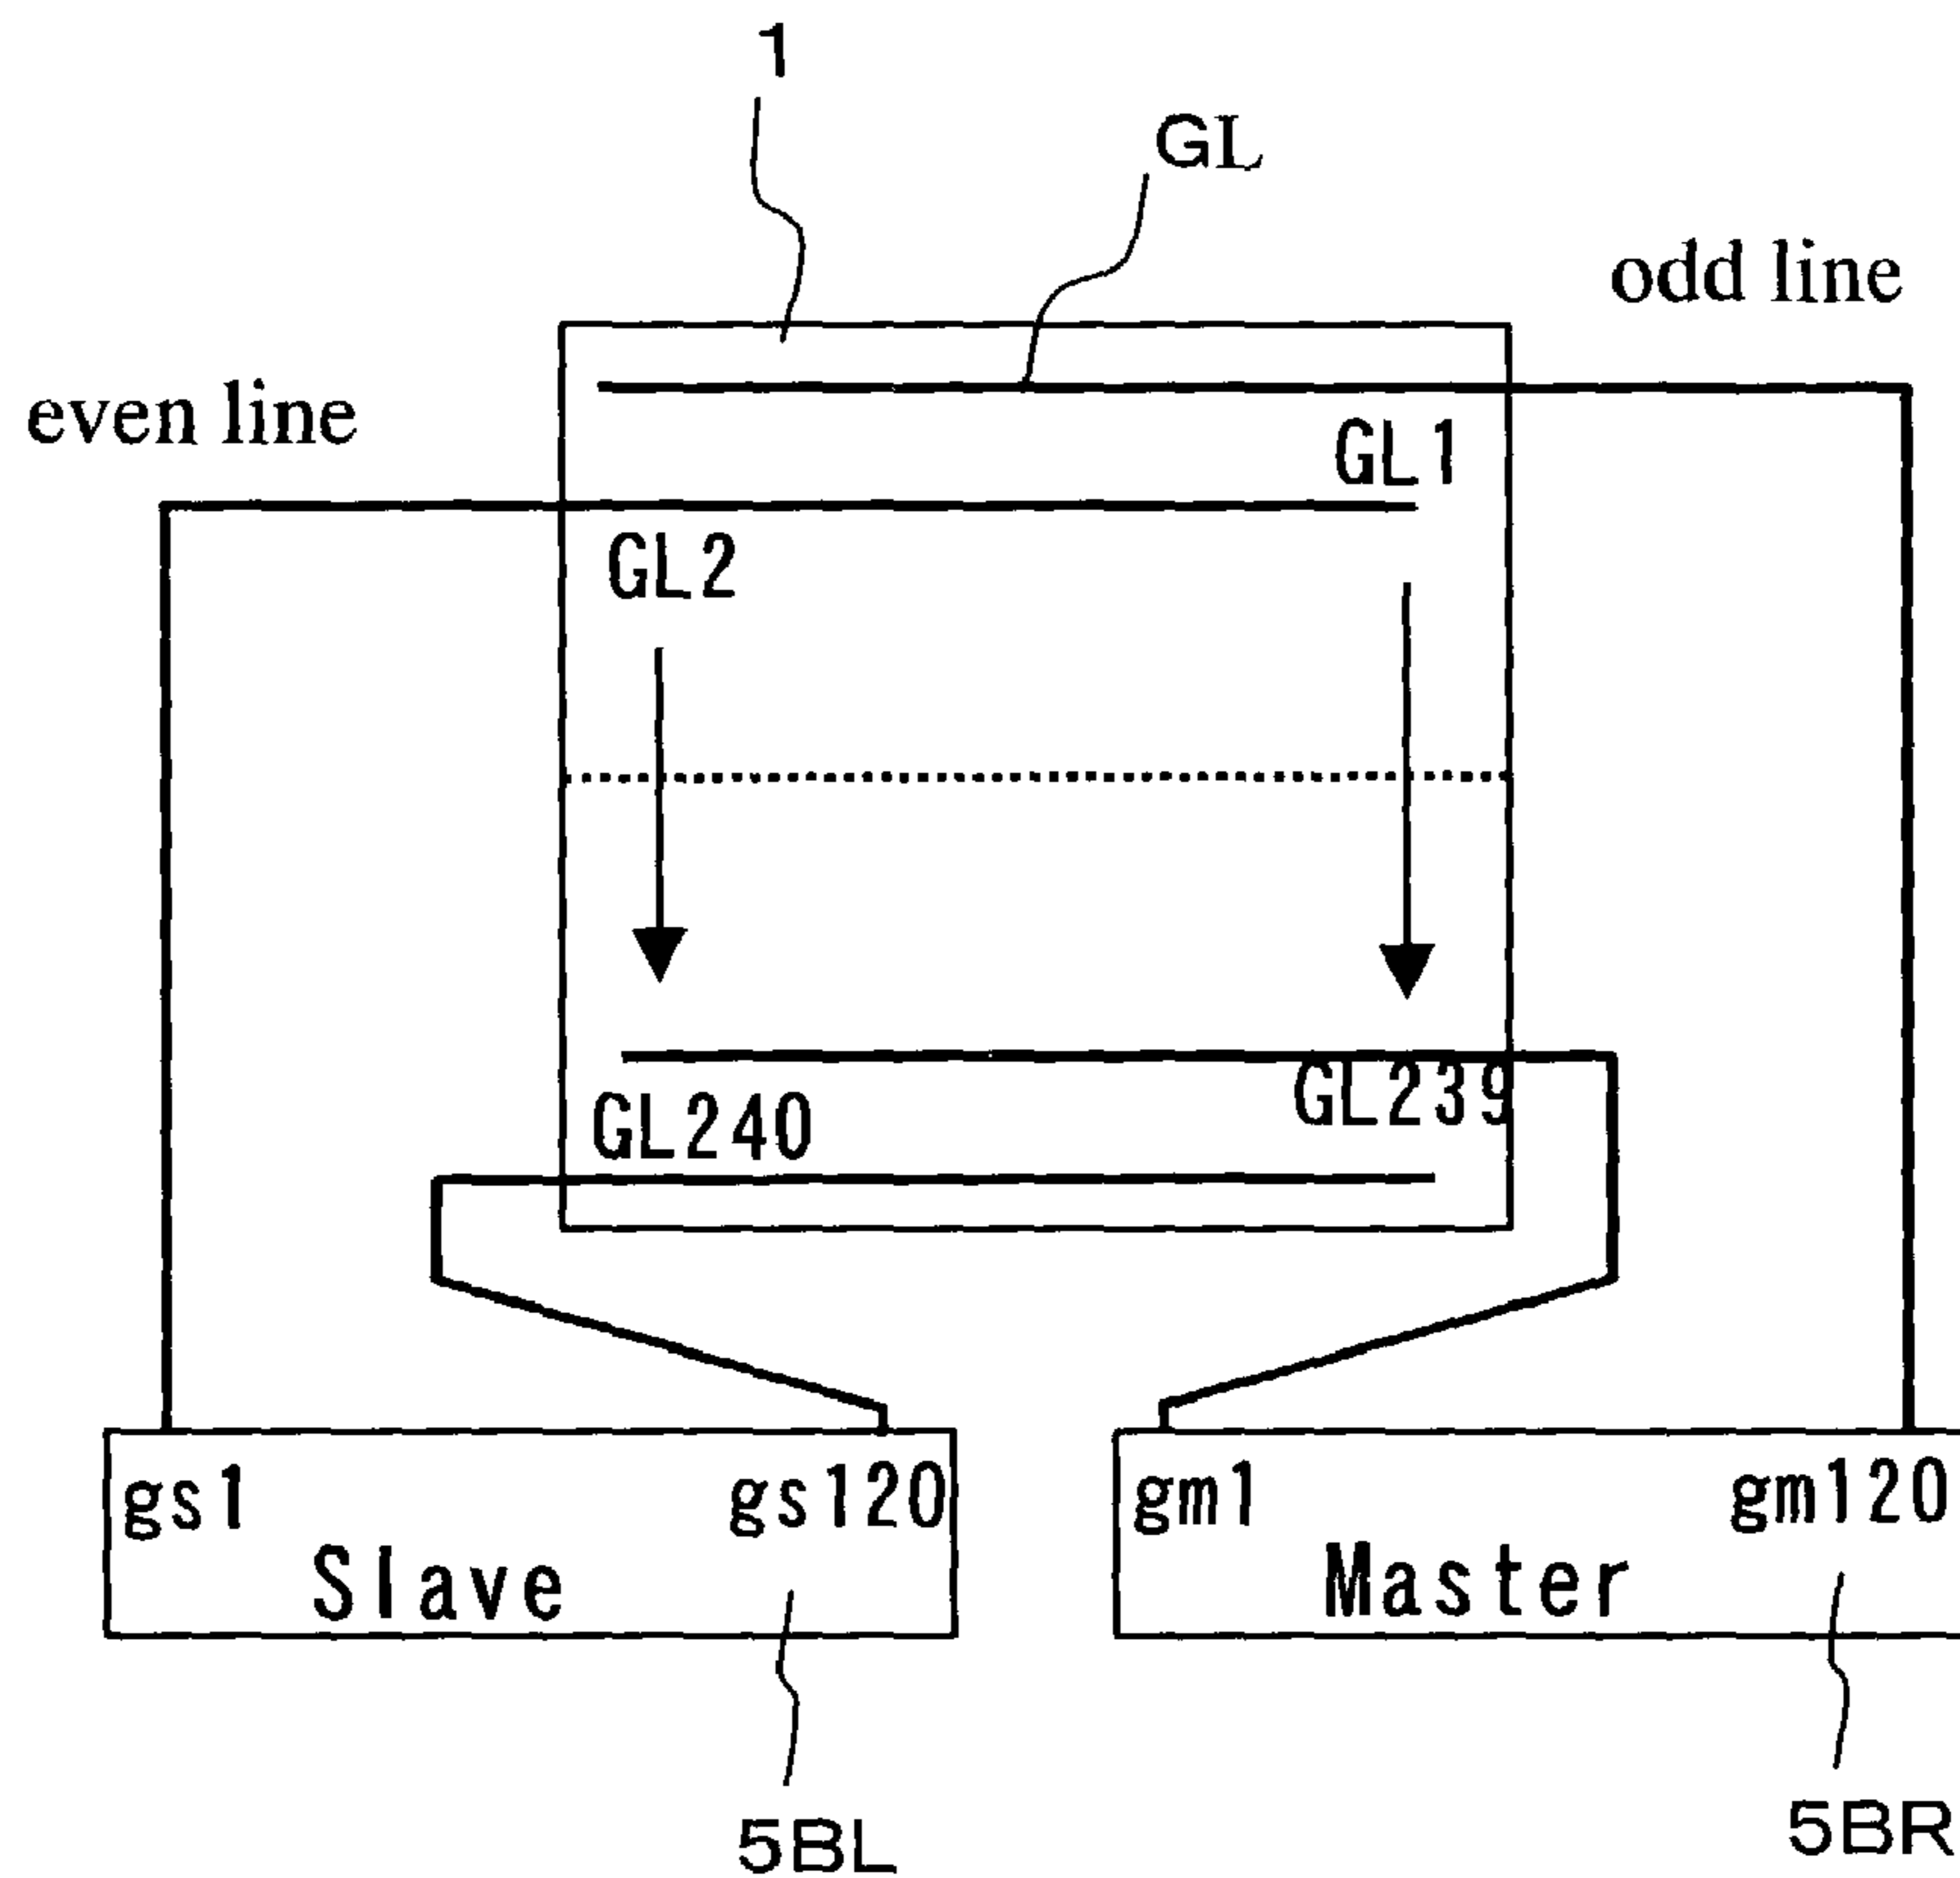 1
GL
odd line
even line
GL1
GL2
GL239
GL240
gs1
gs120
gm1
gm120
Slave
Master
5BL
5BR